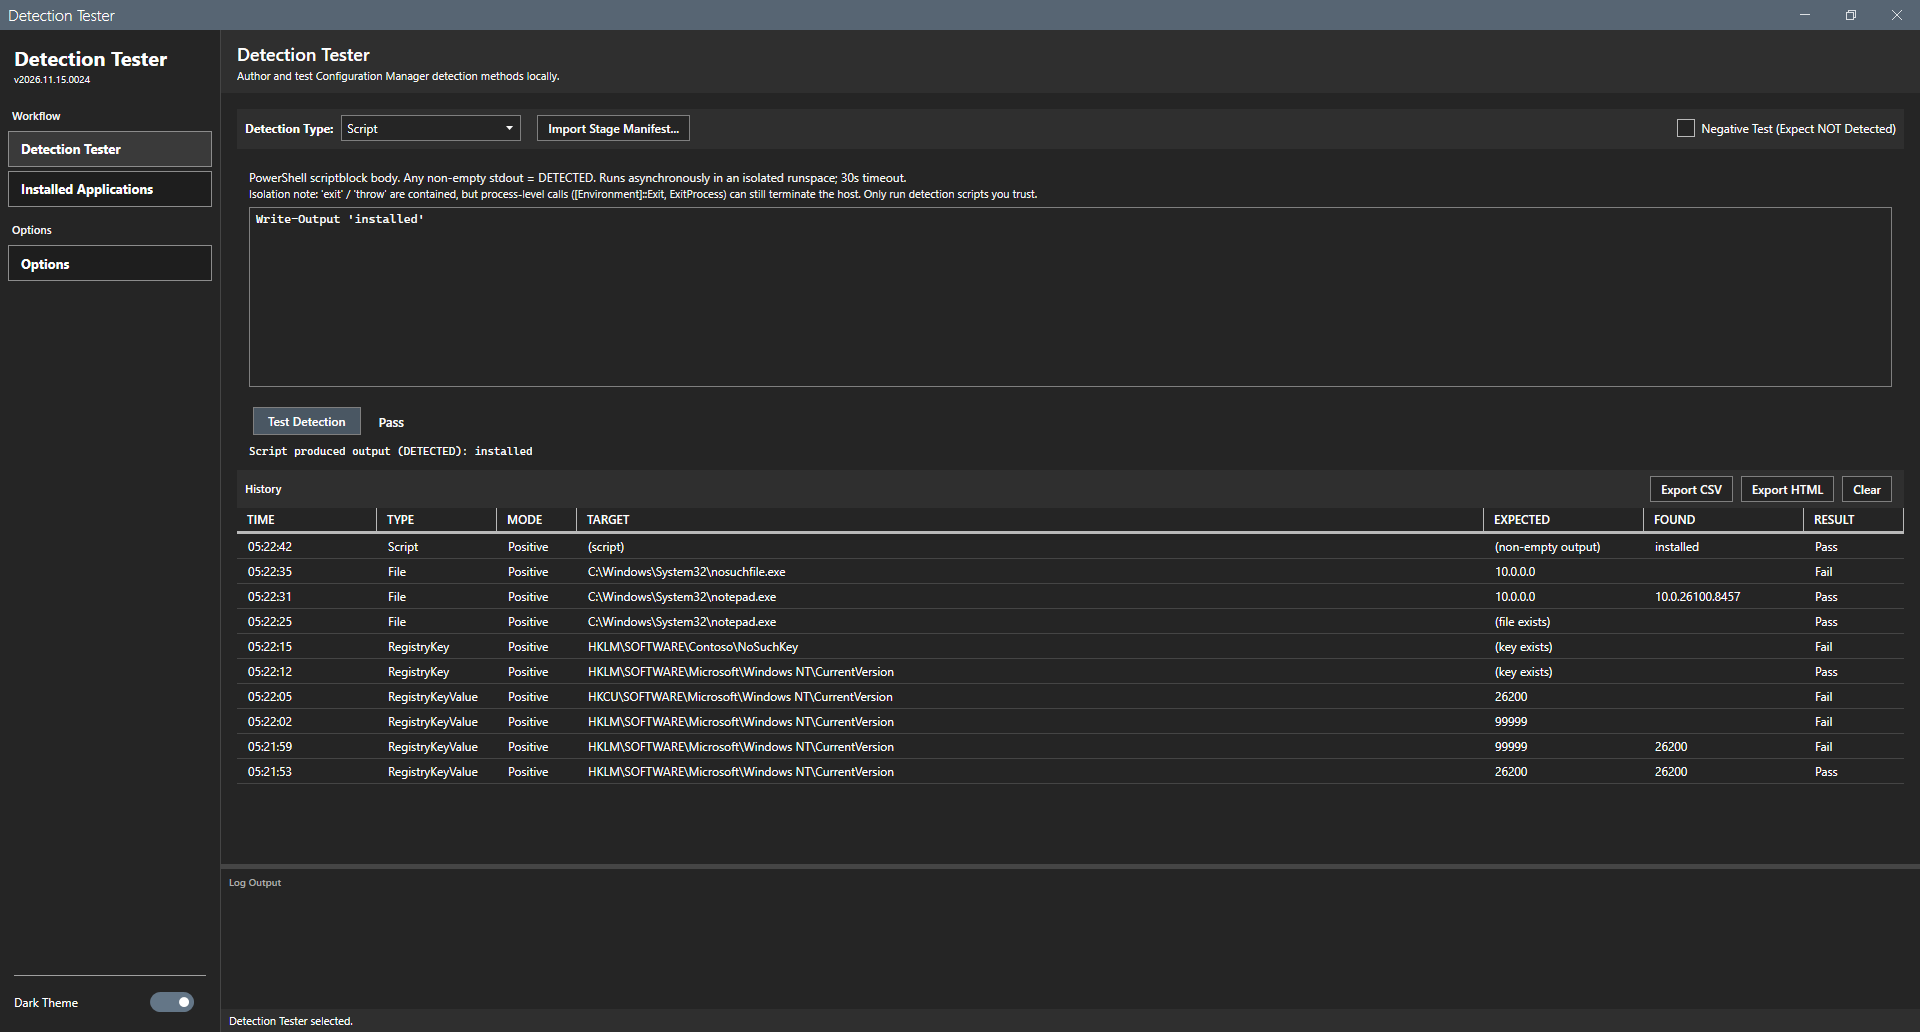 Detection Tester
Detection Tester
v2026.11.15.0024
Workflow
Detection Tester
Installed Applications
Options
Options
Dark Theme
Detection Tester
Author and test Configuration Manager detection methods locally.
Detection Type: Script Import Stage Manifest... Negative Test (Expect NOT Detected)
PowerShell scriptblock body. Any non-empty stdout = DETECTED. Runs asynchronously in an isolated runspace; 30s timeout.
Isolation note: 'exit' / 'throw' are contained, but process-level calls ([Environment]::Exit, ExitProcess) can still terminate the host. Only run detection scripts you trust.
Write-Output 'installed'
Test Detection Pass
Script produced output (DETECTED): installed
History Export CSV Export HTML Clear
TIME TYPE MODE TARGET EXPECTED FOUND RESULT
05:22:42 Script Positive (script) (non-empty output) installed Pass
05:22:35 File Positive C:\Windows\System32\nosuchfile.exe 10.0.0.0 Fail
05:22:31 File Positive C:\Windows\System32\notepad.exe 10.0.0.0 10.0.26100.8457 Pass
05:22:25 File Positive C:\Windows\System32\notepad.exe (file exists) Pass
05:22:15 RegistryKey Positive HKLM\SOFTWARE\Contoso\NoSuchKey (key exists) Fail
05:22:12 RegistryKey Positive HKLM\SOFTWARE\Microsoft\Windows NT\CurrentVersion (key exists) Pass
05:22:05 RegistryKeyValue Positive HKCU\SOFTWARE\Microsoft\Windows NT\CurrentVersion 26200 Fail
05:22:02 RegistryKeyValue Positive HKLM\SOFTWARE\Microsoft\Windows NT\CurrentVersion 99999 Fail
05:21:59 RegistryKeyValue Positive HKLM\SOFTWARE\Microsoft\Windows NT\CurrentVersion 99999 26200 Fail
05:21:53 RegistryKeyValue Positive HKLM\SOFTWARE\Microsoft\Windows NT\CurrentVersion 26200 26200 Pass
Log Output
Detection Tester selected.